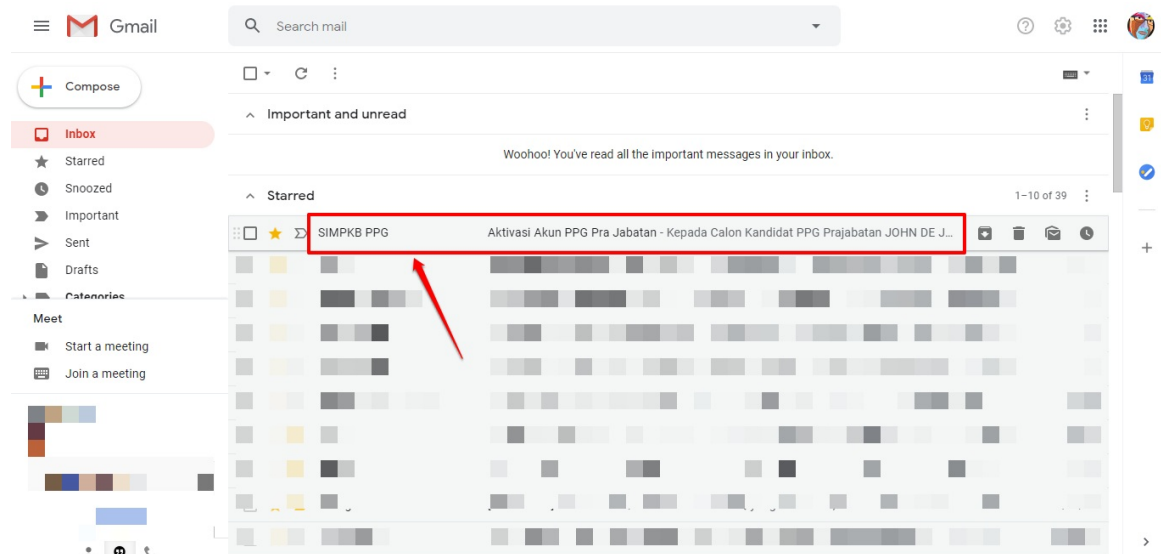 Gmail
Search mail
Compose
Inbox
Starred
Snoozed
Important
Sent
Drafts
Categories
Meet
Start a meeting
Join a meeting
Important and unread
Woohoo! You've read all the important messages in your inbox.
Starred
1–10 of 39
SIMPKB PPG Aktivasi Akun PPG Pra Jabatan - Kepada Calon Kandidat PPG Prajabatan JOHN DE J...
31